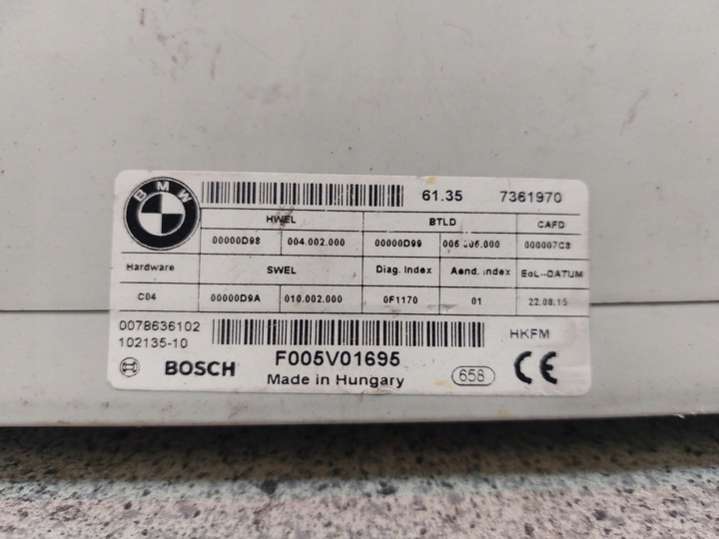 BMW
61.35 7361970
HWEL BTLD CAFD
00000D98 004.002.000 00000D99 000007C8
Hardware SWEL Diag. Index Aend. Index EoL-DATUM
C04 00000D9A 010.002.000 0F1170 01 22.08.15
0078636102
102135-10 HKFM
BOSCH F005V01695
Made in Hungary 658 CE